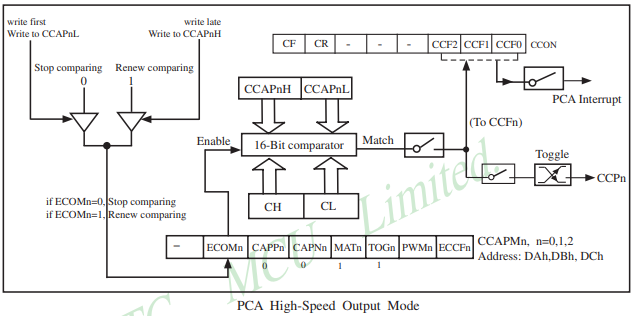 write first
Write to CCAPnL
write late
Write to CCAPnH
CF CR - - - CCF2 CCF1 CCF0 CCON
Stop comparing
0
Renew comparing
1
CCAPnH CCAPnL
PCA Interrupt
(To CCFn)
Enable
16-Bit comparator
Match
Toggle
CCPn
if ECOMn=0, Stop comparing
if ECOMn=1, Renew comparing
CH CL
- ECOMn CAPPn CAPNn MATn TOGn PWMn ECCFn
0 0 1 1
CCAPMn, n=0,1,2
Address: DAh,DBh, DCh
MCU Limited.
PCA High-Speed Output Mode